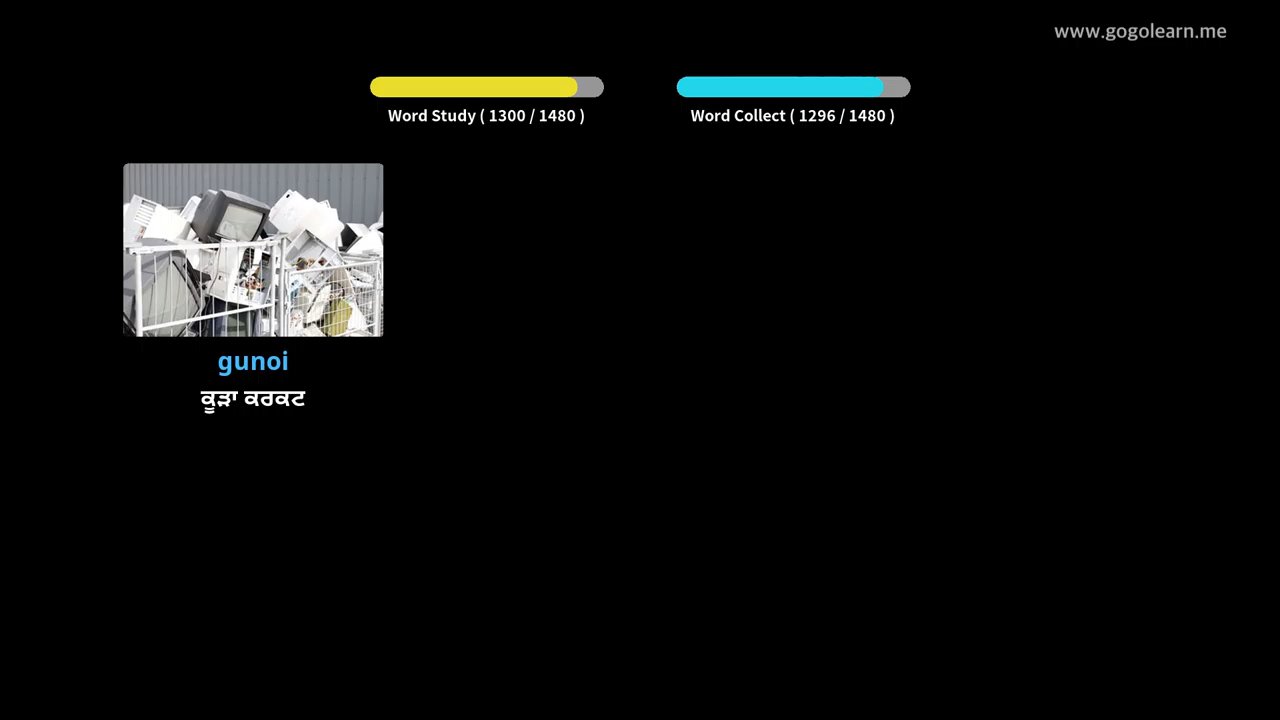 www.gogolearn.me
Word Study ( 1300 / 1480 )
Word Collect ( 1296 / 1480 )
gunoi
ਕੂੜਾ ਕਰਕਟ